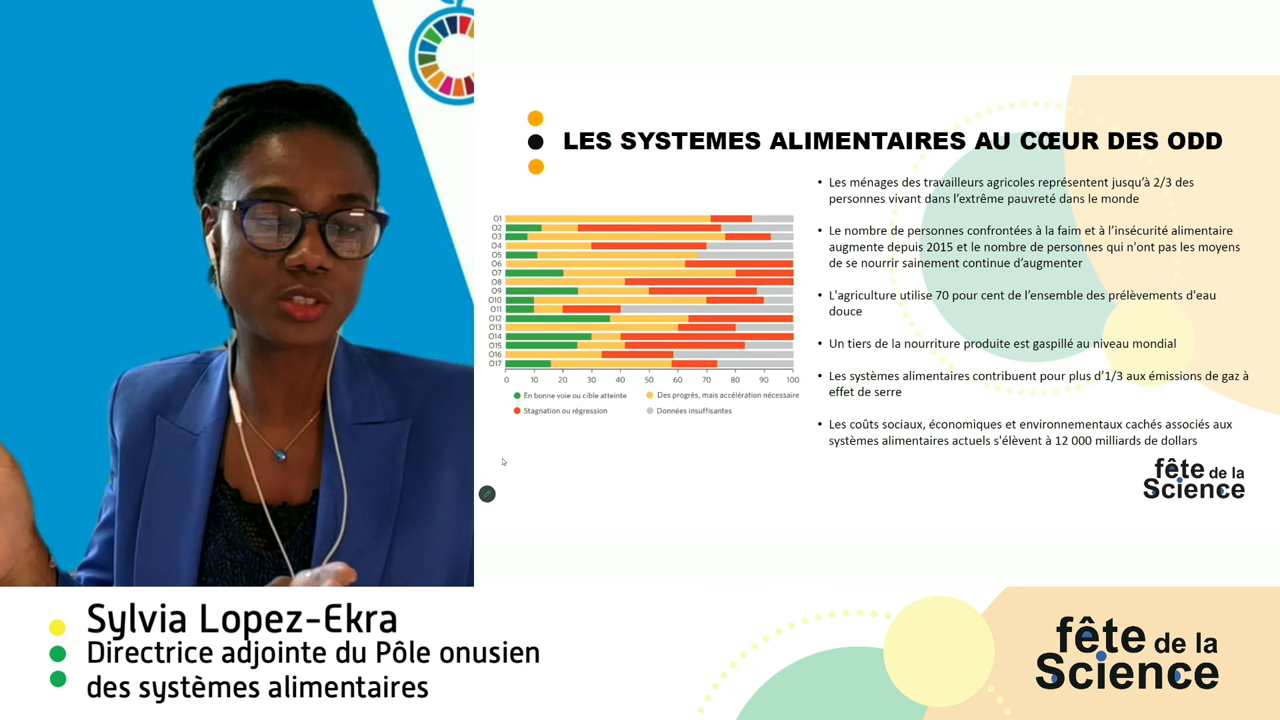 LES SYSTEMES ALIMENTAIRES AU CŒUR DES ODD
O1
O2
O3
O4
O5
O6
O7
O8
O9
O10
O11
O12
O13
O14
O15
O16
O17
0 10 20 30 40 50 60 70 80 90 100
En bonne voie ou cible atteinte
Des progrès, mais accélération nécessaire
Stagnation ou régression
Données insuffisantes
• Les ménages des travailleurs agricoles représentent jusqu'à 2/3 des
personnes vivant dans l'extrême pauvreté dans le monde
• Le nombre de personnes confrontées à la faim et à l'insécurité alimentaire
augmente depuis 2015 et le nombre de personnes qui n'ont pas les moyens
de se nourrir sainement continue d'augmenter
• L'agriculture utilise 70 pour cent de l'ensemble des prélèvements d'eau
douce
• Un tiers de la nourriture produite est gaspillé au niveau mondial
• Les systèmes alimentaires contribuent pour plus d'1/3 aux émissions de gaz à
effet de serre
• Les coûts sociaux, économiques et environnementaux cachés associés aux
systèmes alimentaires actuels s'élèvent à 12 000 milliards de dollars
fête de la
Science
Sylvia Lopez-Ekra
Directrice adjointe du Pôle onusien
des systèmes alimentaires
fête de la
Science